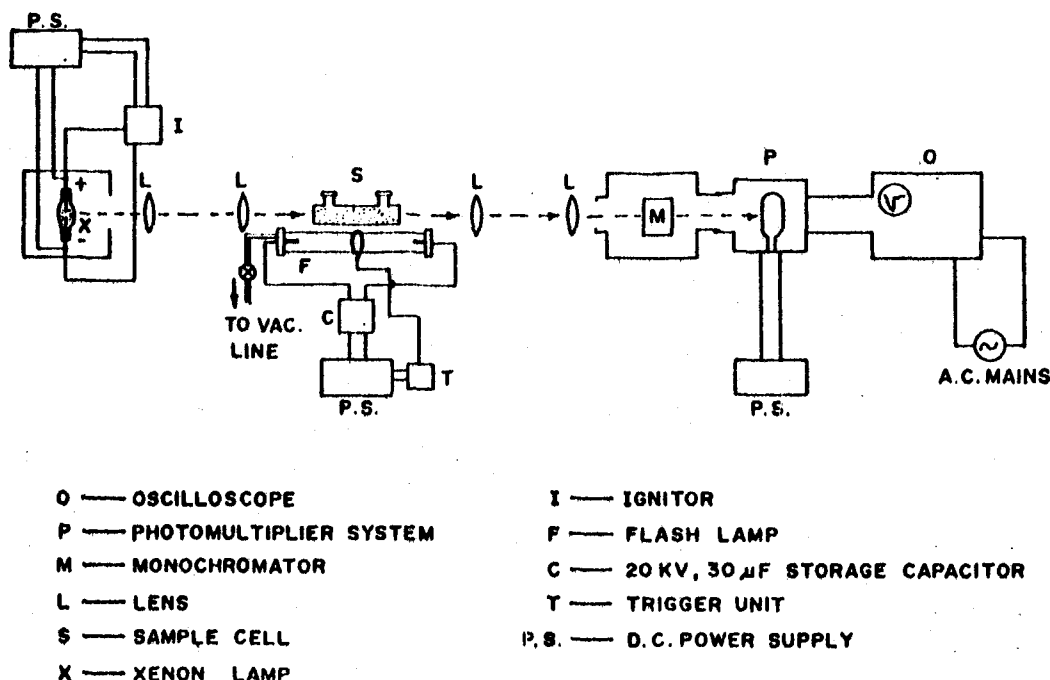 P.S.
I
P
O
L
L
S
L
L
+
X
-
M
F
TO VAC.
LINE
C
T
P.S.
P.S.
A.C. MAINS
O — OSCILLOSCOPE
P — PHOTOMULTIPLIER SYSTEM
M — MONOCHROMATOR
L — LENS
S — SAMPLE CELL
X — XENON LAMP
I — IGNITOR
F — FLASH LAMP
C — 20 KV, 30 µF STORAGE CAPACITOR
T — TRIGGER UNIT
P.S. — D.C. POWER SUPPLY